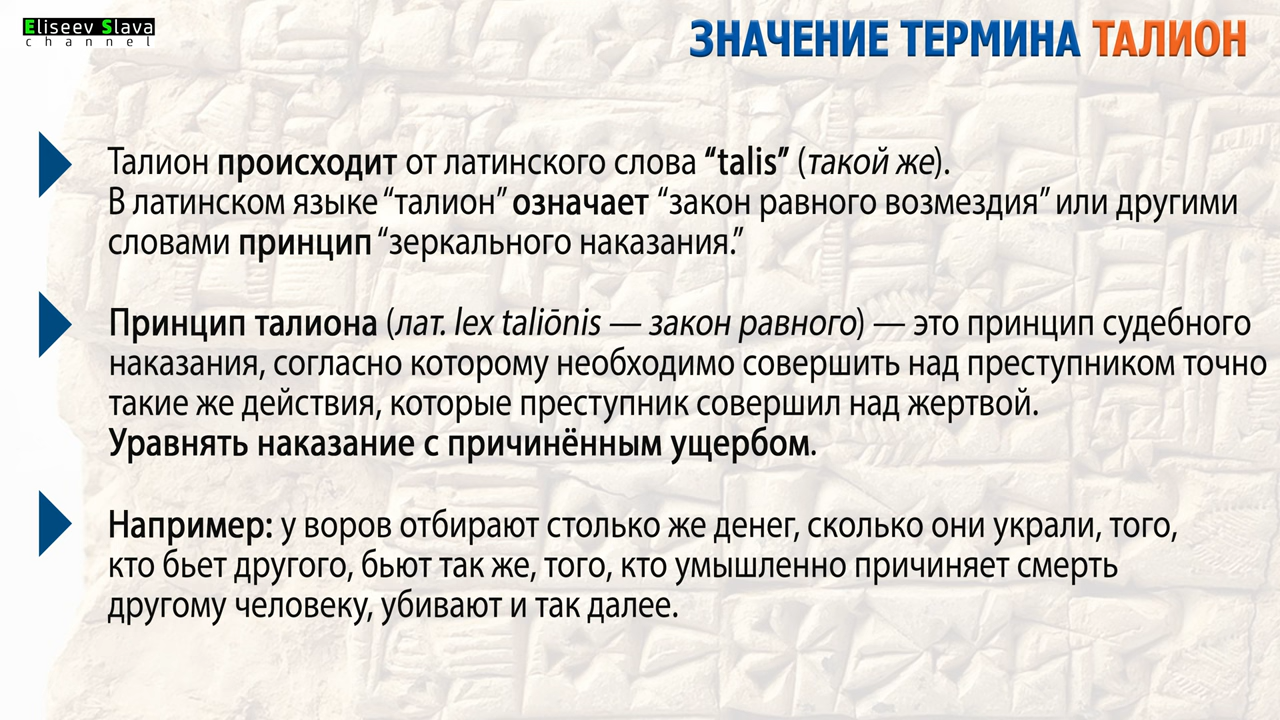 Eliseev Slava
channel
ЗНАЧЕНИЕ ТЕРМИНА ТАЛИОН
Талион происходит от латинского слова “talis” (такой же).
В латинском языке “талион” означает “закон равного возмездия” или другими
словами принцип “зеркального наказания.”
Принцип талиона (лат. lex taliōnis — закон равного) — это принцип судебного
наказания, согласно которому необходимо совершить над преступником точно
такие же действия, которые преступник совершил над жертвой.
Уравнять наказание с причинённым ущербом.
Например: у воров отбирают столько же денег, сколько они украли, того,
кто бьет другого, бьют так же, того, кто умышленно причиняет смерть
другому человеку, убивают и так далее.